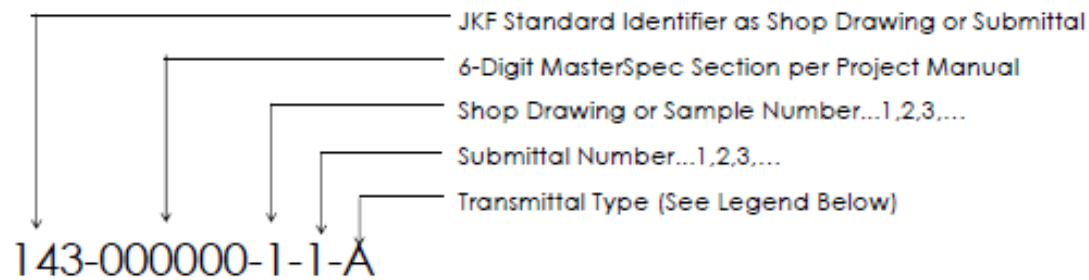 JKF Standard Identifier as Shop Drawing or Submittal
6-Digit MasterSpec Section per Project Manual
Shop Drawing or Sample Number...1,2,3,...
Submittal Number...1,2,3,...
Transmittal Type (See Legend Below)
143-000000-1-1-A